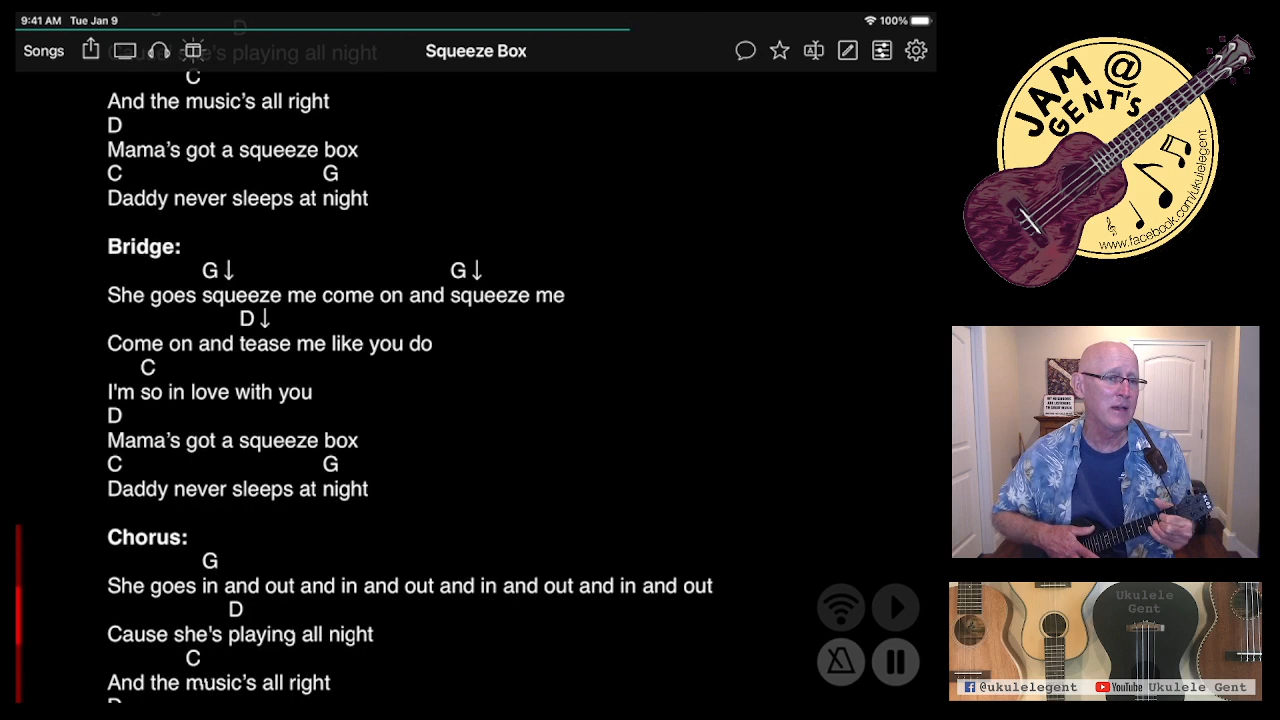 9:41 AM Tue Jan 9
100%
Songs
Squeeze Box
D
Cause she's playing all night
C
And the music's all right
D
Mama's got a squeeze box
C G
Daddy never sleeps at night
Bridge:
G↓ G↓
She goes squeeze me come on and squeeze me
D↓
Come on and tease me like you do
C
I'm so in love with you
D
Mama's got a squeeze box
C G
Daddy never sleeps at night
Chorus:
G
She goes in and out and in and out and in and out and in and out
D
Cause she's playing all night
C
And the music's all right
D
JAM @
GENT'S
www.facebook.com/ukulelegent
Ukulele
Gent
@ukulelegent YouTube Ukulele Gent